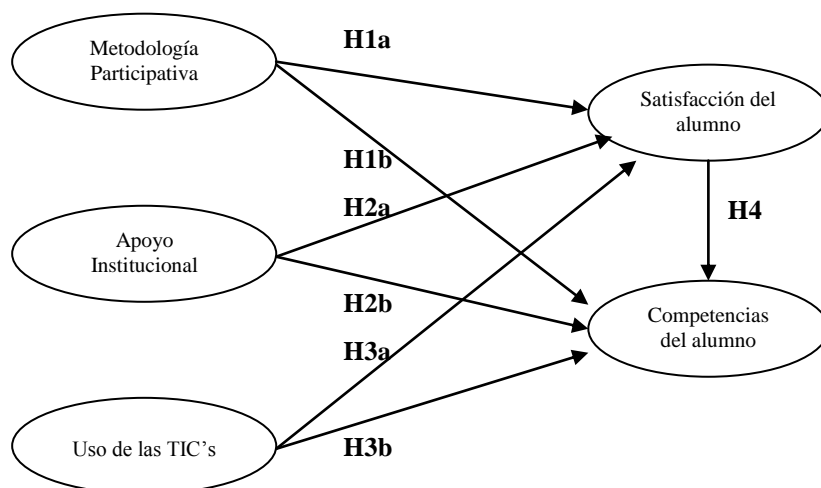 H1a
Metodología
Participativa
Satisfacción del
alumno
H1b
H2a
H4
Apoyo
Institucional
H2b
Competencias
del alumno
H3a
Uso de las TIC’s
H3b